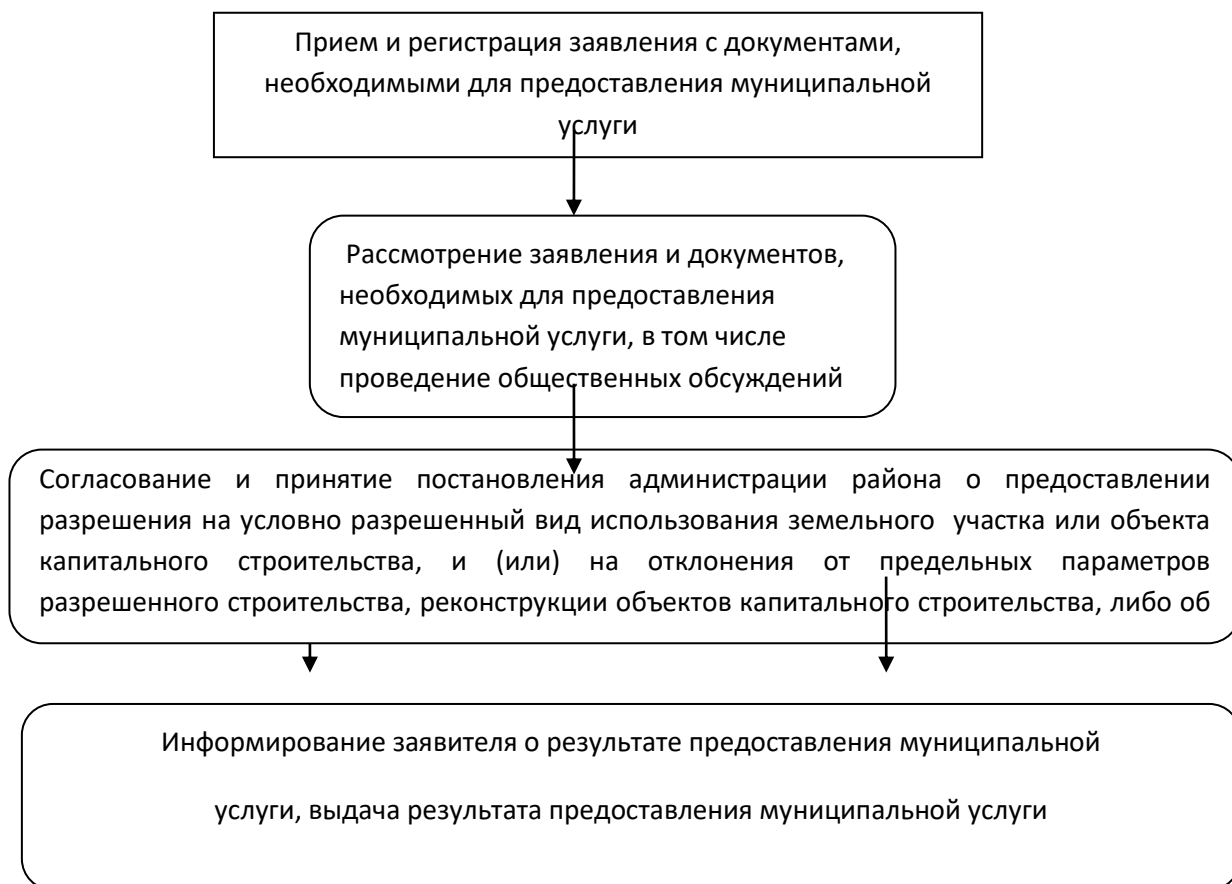 Прием и регистрация заявления с документами,
необходимыми для предоставления муниципальной
услуги
Рассмотрение заявления и документов,
необходимых для предоставления
муниципальной услуги, в том числе
проведение общественных обсуждений
Согласование и принятие постановления администрации района о предоставлении
разрешения на условно разрешенный вид использования земельного участка или объекта
капитального строительства, и (или) на отклонения от предельных параметров
разрешенного строительства, реконструкции объектов капитального строительства, либо об
Информирование заявителя о результате предоставления муниципальной
услуги, выдача результата предоставления муниципальной услуги